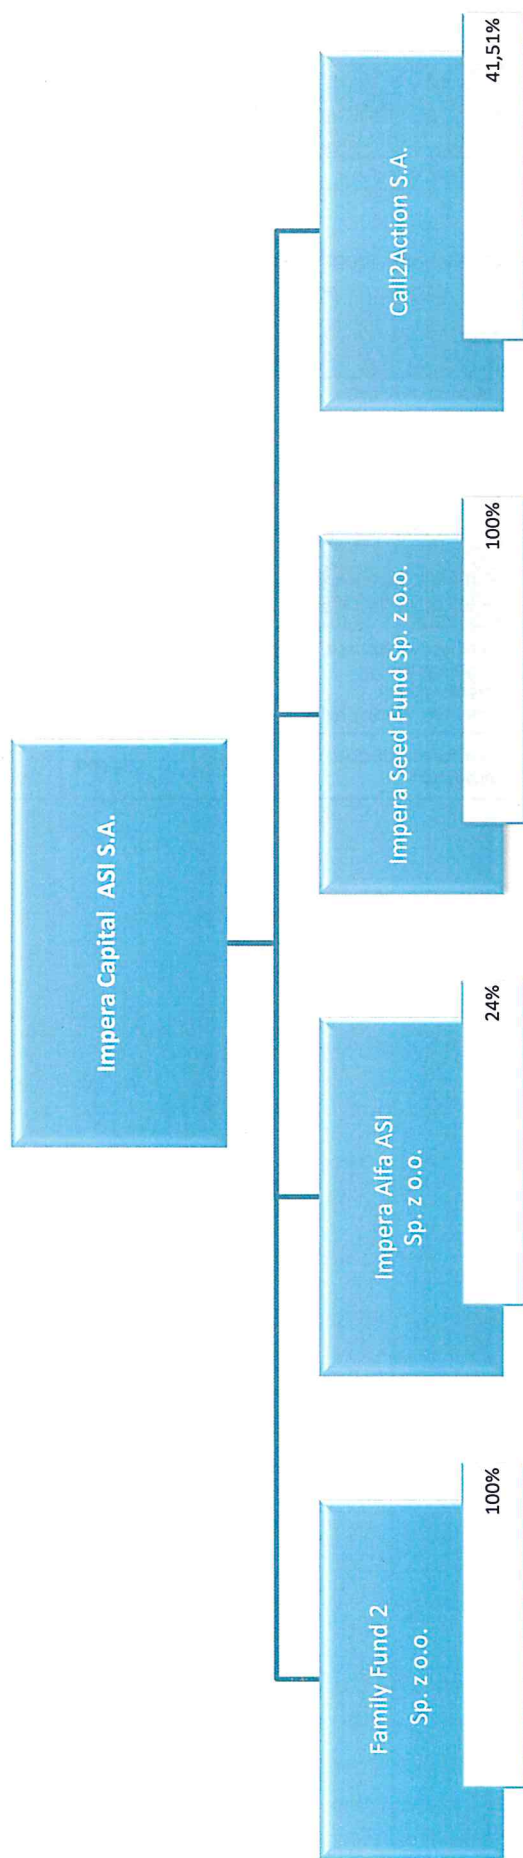 Impera Capital ASI S.A.
Family Fund 2
Sp. z o.o.
100%
Impera Alfa ASI
Sp. z o.o.
24%
Impera Seed Fund Sp. z o.o.
100%
Call2Action S.A.
41,51%